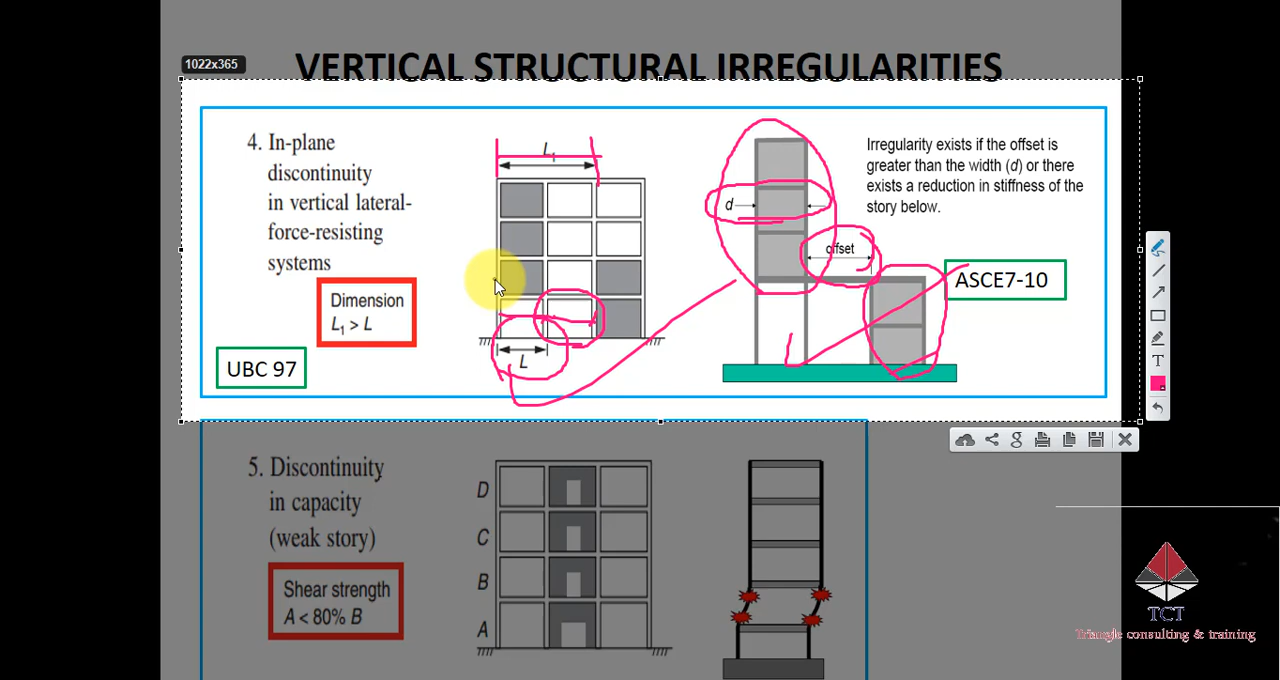 1022x365
VERTICAL STRUCTURAL IRREGULARITIES
4. In-plane
discontinuity
in vertical lateral-
force-resisting
systems
Dimension
L1 > L
UBC 97
L1
L
d
offset
Irregularity exists if the offset is
greater than the width (d) or there
exists a reduction in stiffness of the
story below.
ASCE7-10
T
g
5. Discontinuity
in capacity
(weak story)
Shear strength
A < 80% B
D
C
B
A
TCT
Triangle consulting & training